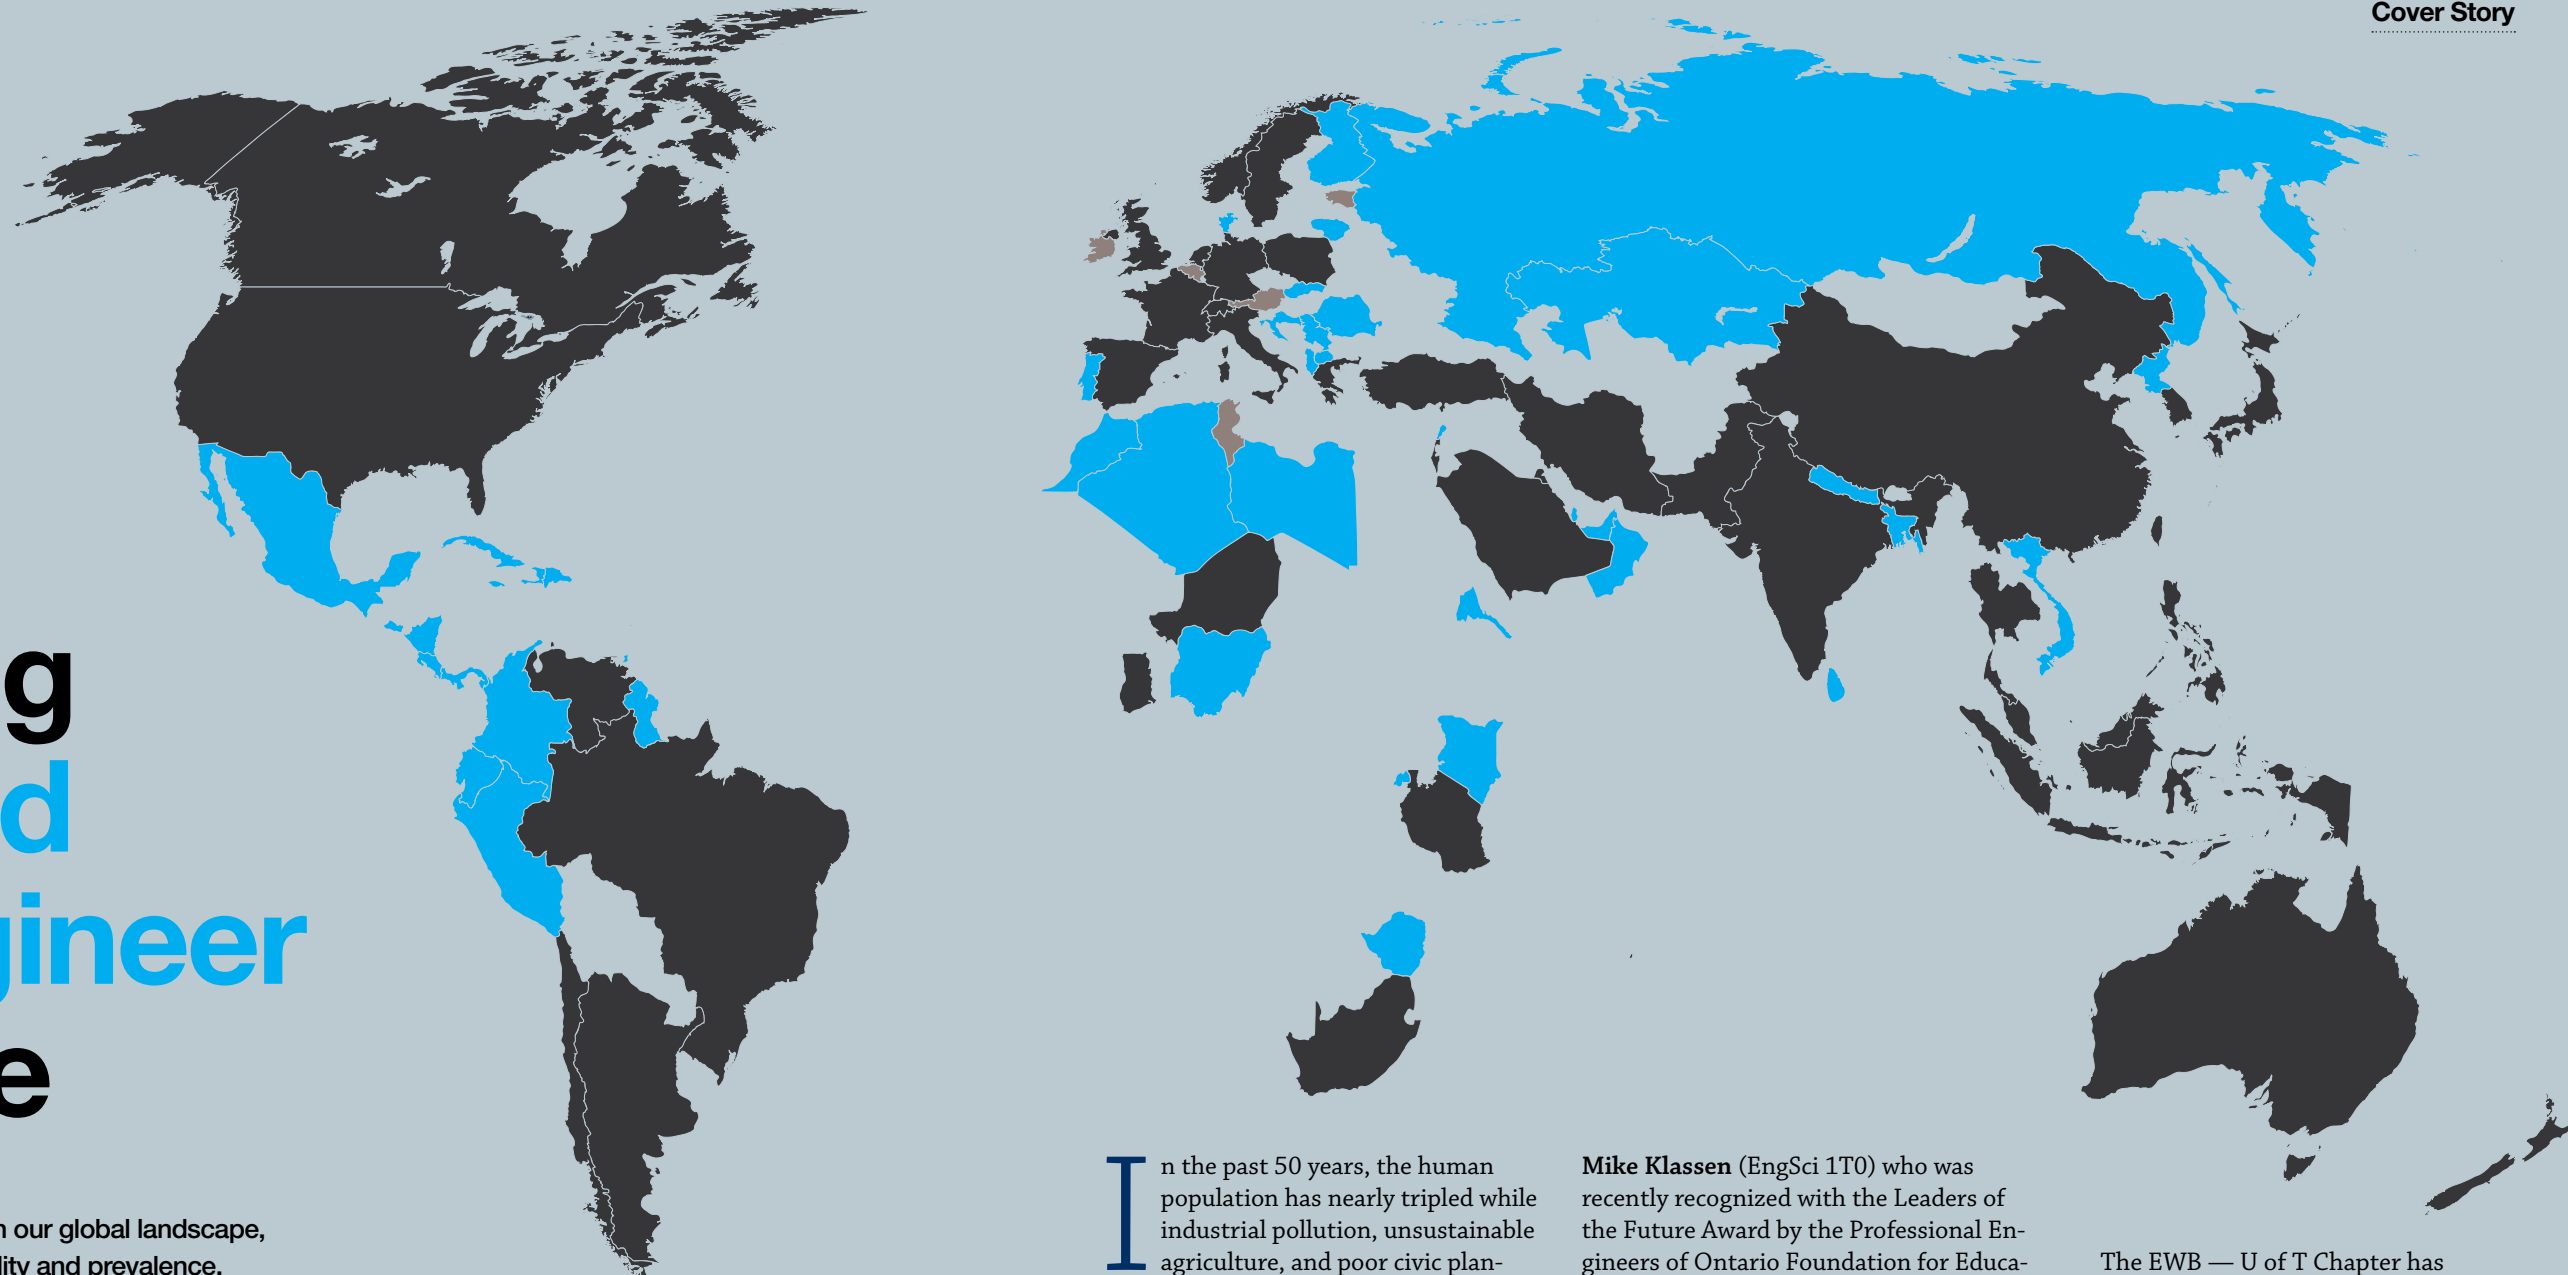 Cover Story
g
d
gineer
e
n our global landscape,
lity and prevalence.
In the past 50 years, the human
population has nearly tripled while
industrial pollution, unsustainable
agriculture, and poor civic plan-
Mike Klassen (EngSci 1T0) who was
recently recognized with the Leaders of
the Future Award by the Professional En-
gineers of Ontario Foundation for Educa-
The EWB — U of T Chapter has